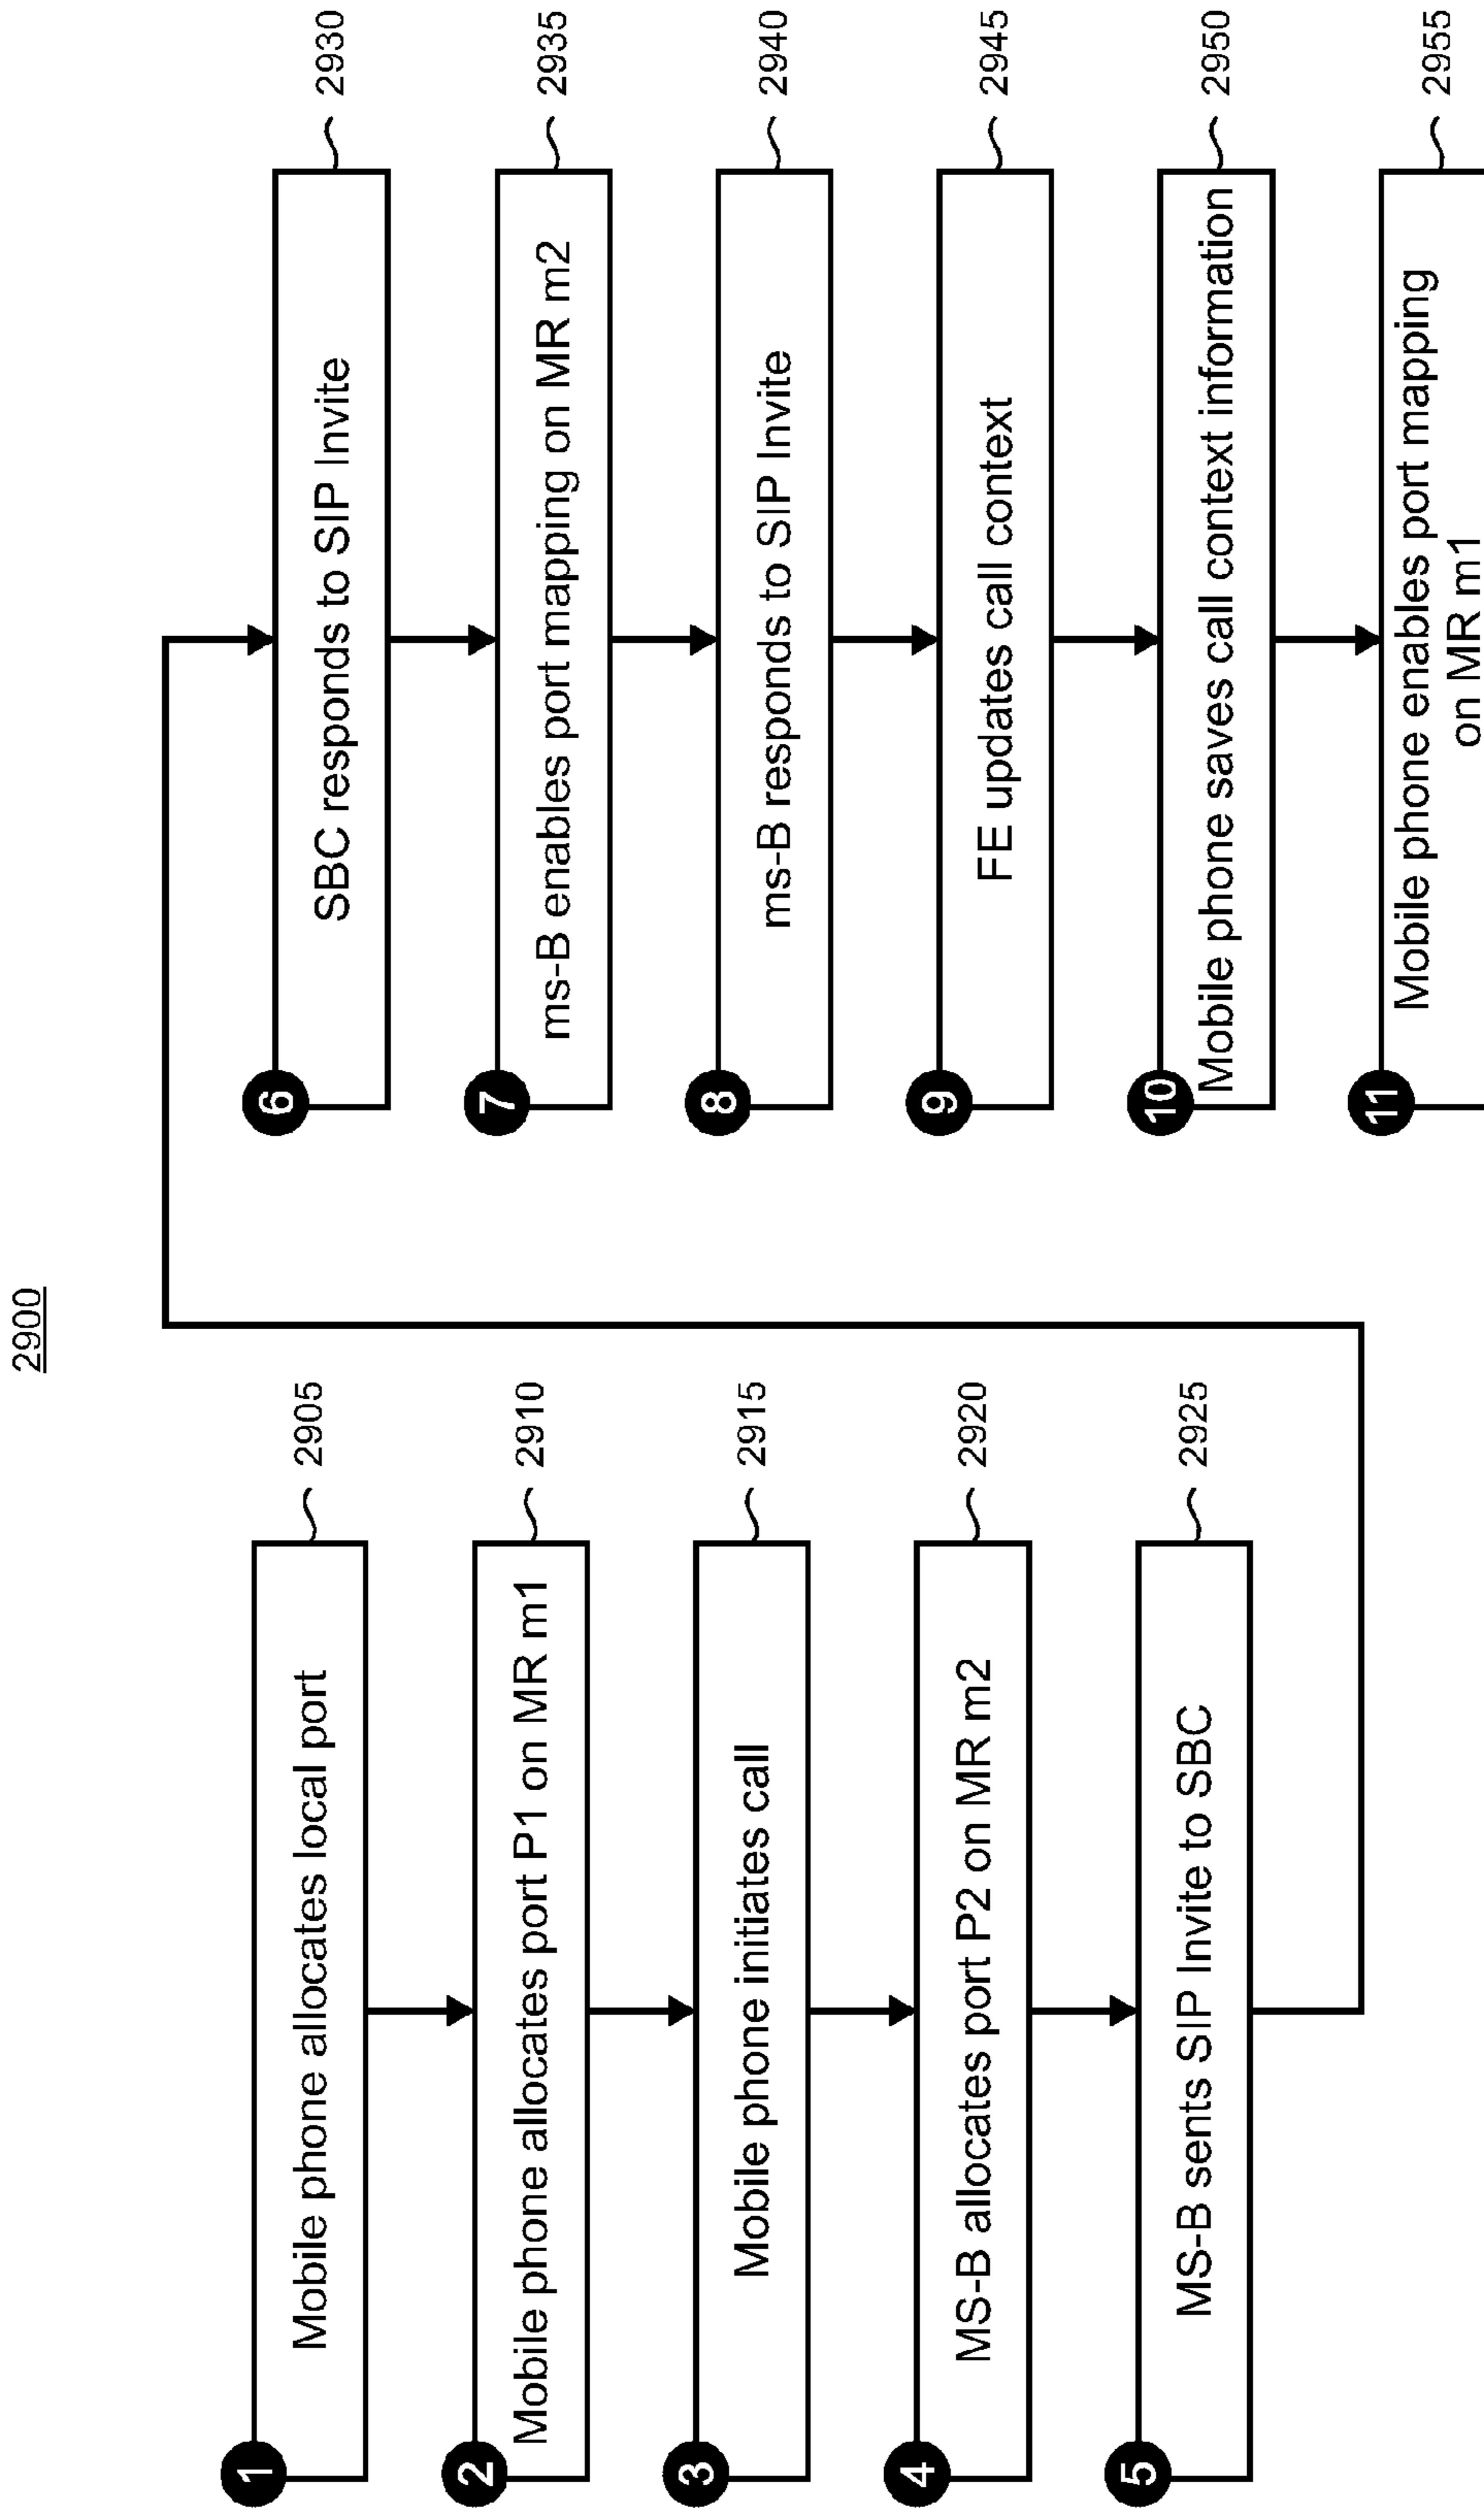 2900
1
Mobile phone allocates local port
2905
2
Mobile phone allocates port P1 on MR m1
2910
3
Mobile phone initiates call
2915
4
MS-B allocates port P2 on MR m2
2920
5
MS-B sents SIP Invite to SBC
2925
6
SBC responds to SIP Invite
2930
7
ms-B enables port mapping on MR m2
2935
8
ms-B responds to SIP Invite
2940
9
FE updates call context
2945
10
Mobile phone saves call context information
2950
11
Mobile phone enables port mapping
on MR m1
2955